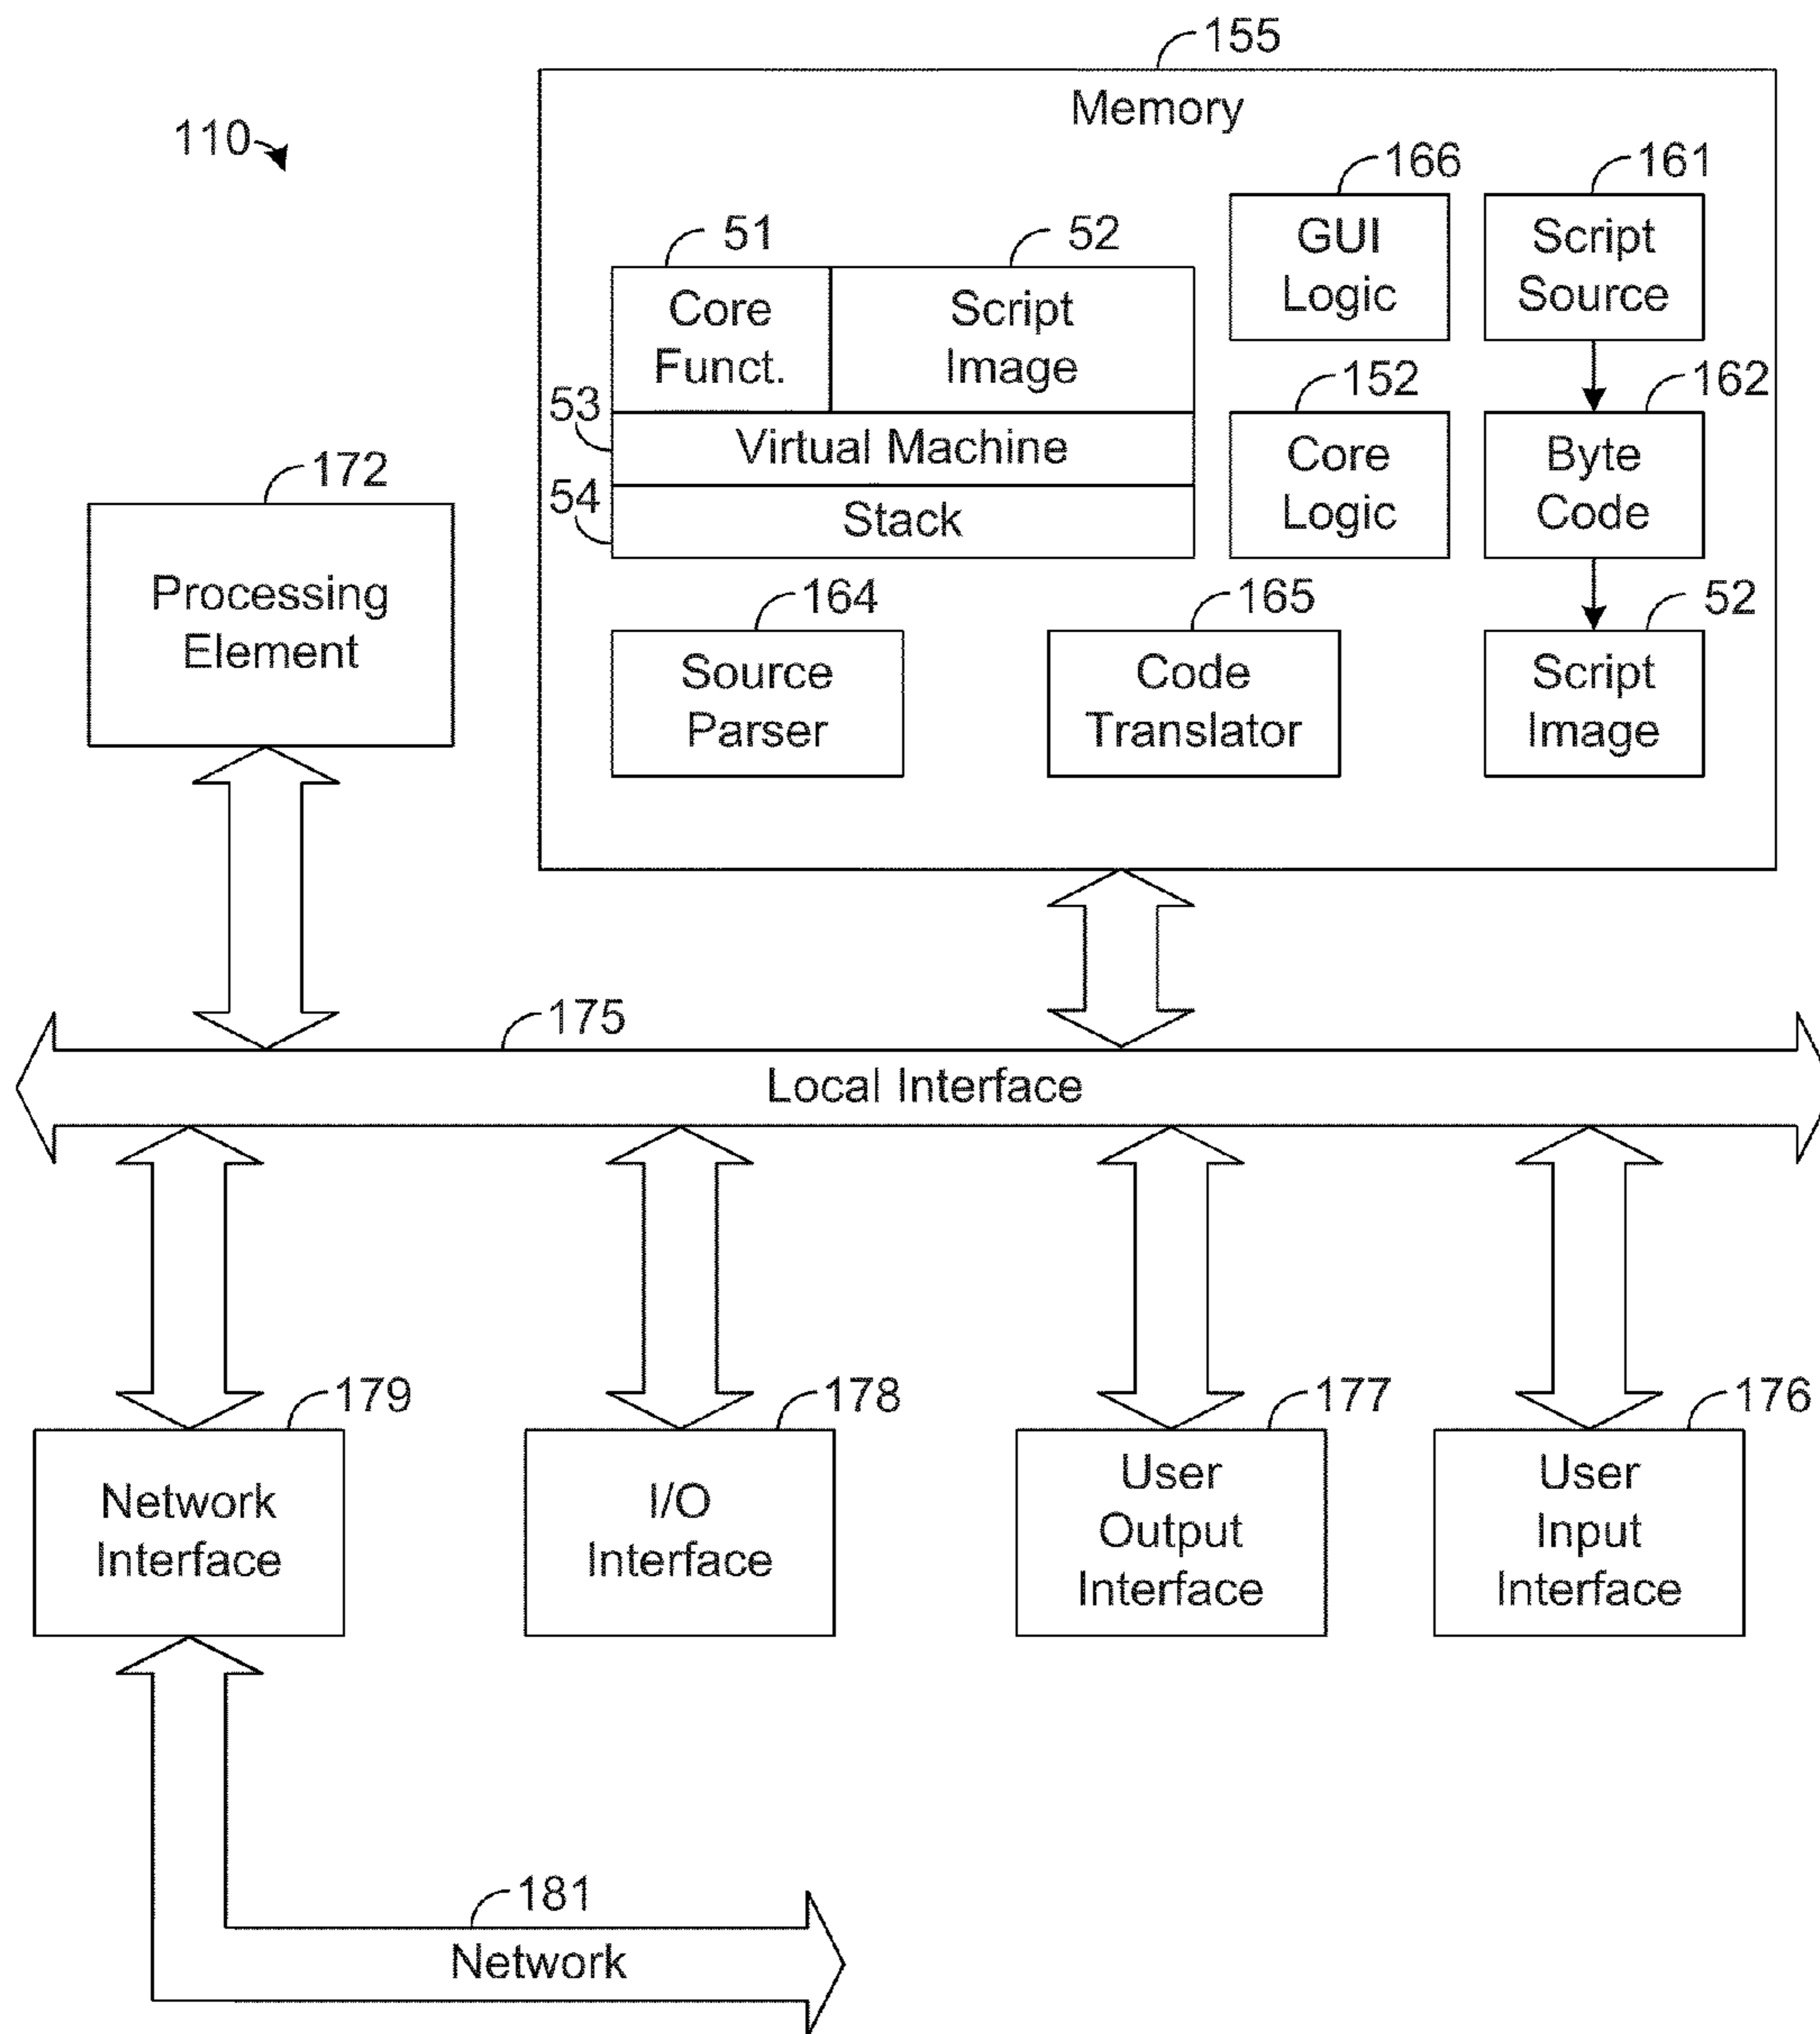 155
Memory
110
166
161
GUI
Logic
Script
Source
51
52
Core
Funct.
Script
Image
53
Virtual Machine
54
Stack
152
Core
Logic
162
Byte
Code
172
Processing
Element
164
Source
Parser
165
Code
Translator
52
Script
Image
175
Local Interface
179
Network
Interface
178
I/O
Interface
177
User
Output
Interface
176
User
Input
Interface
181
Network